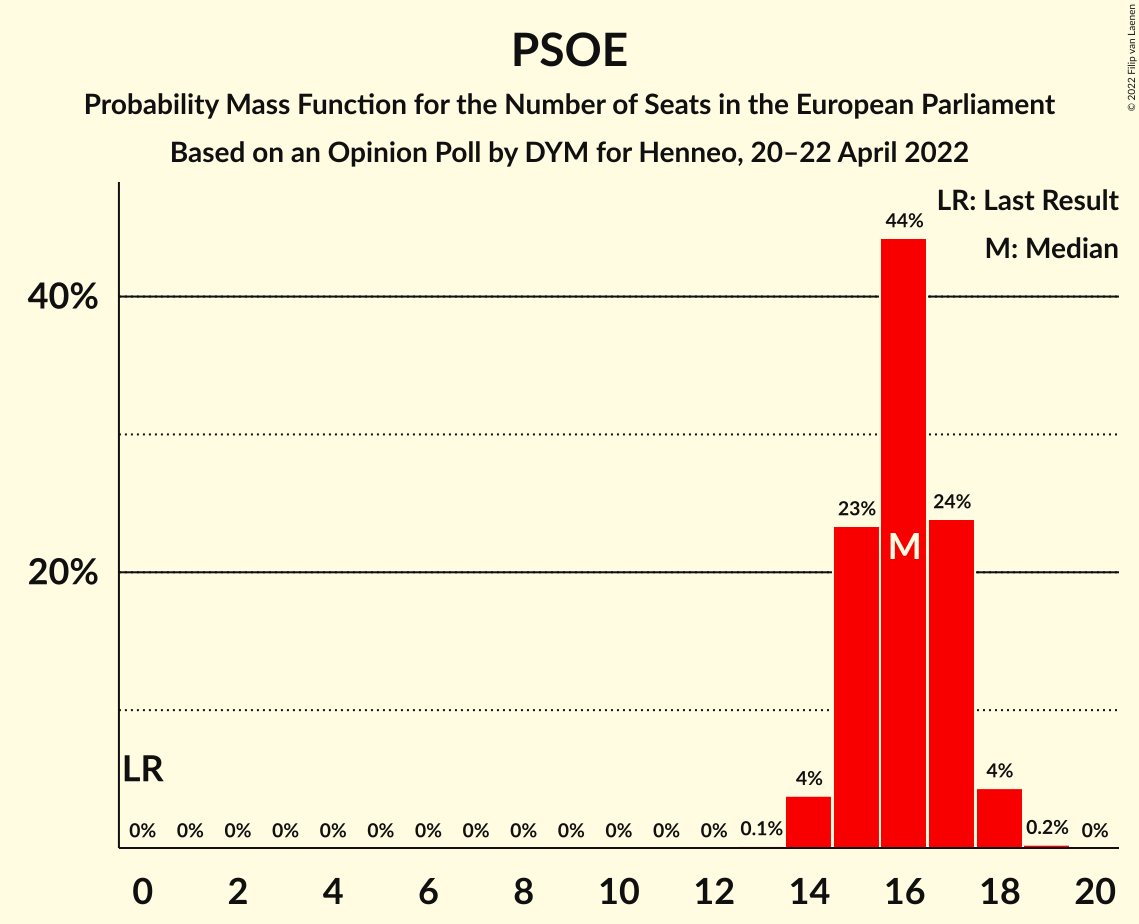 PSOE
Probability Mass Function for the Number of Seats in the European Parliament
Based on an Opinion Poll by DYM for Henneo, 20–22 April 2022
© 2022 Filip van Laenen
LR: Last Result
M: Median
40%
20%
44%
23%
24%
M
LR
4%
4%
0% 0% 0% 0% 0% 0% 0% 0% 0% 0% 0% 0% 0% 0.1% 0.2% 0%
0 2 4 6 8 10 12 14 16 18 20